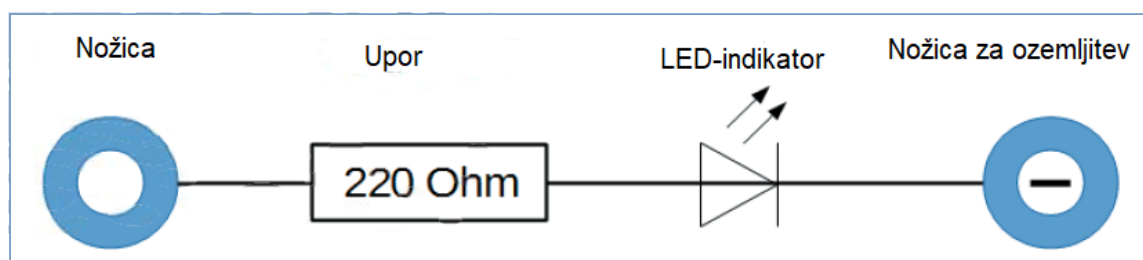 Nožica
Upor
LED-indikator
Nožica za ozemljitev
220 Ohm